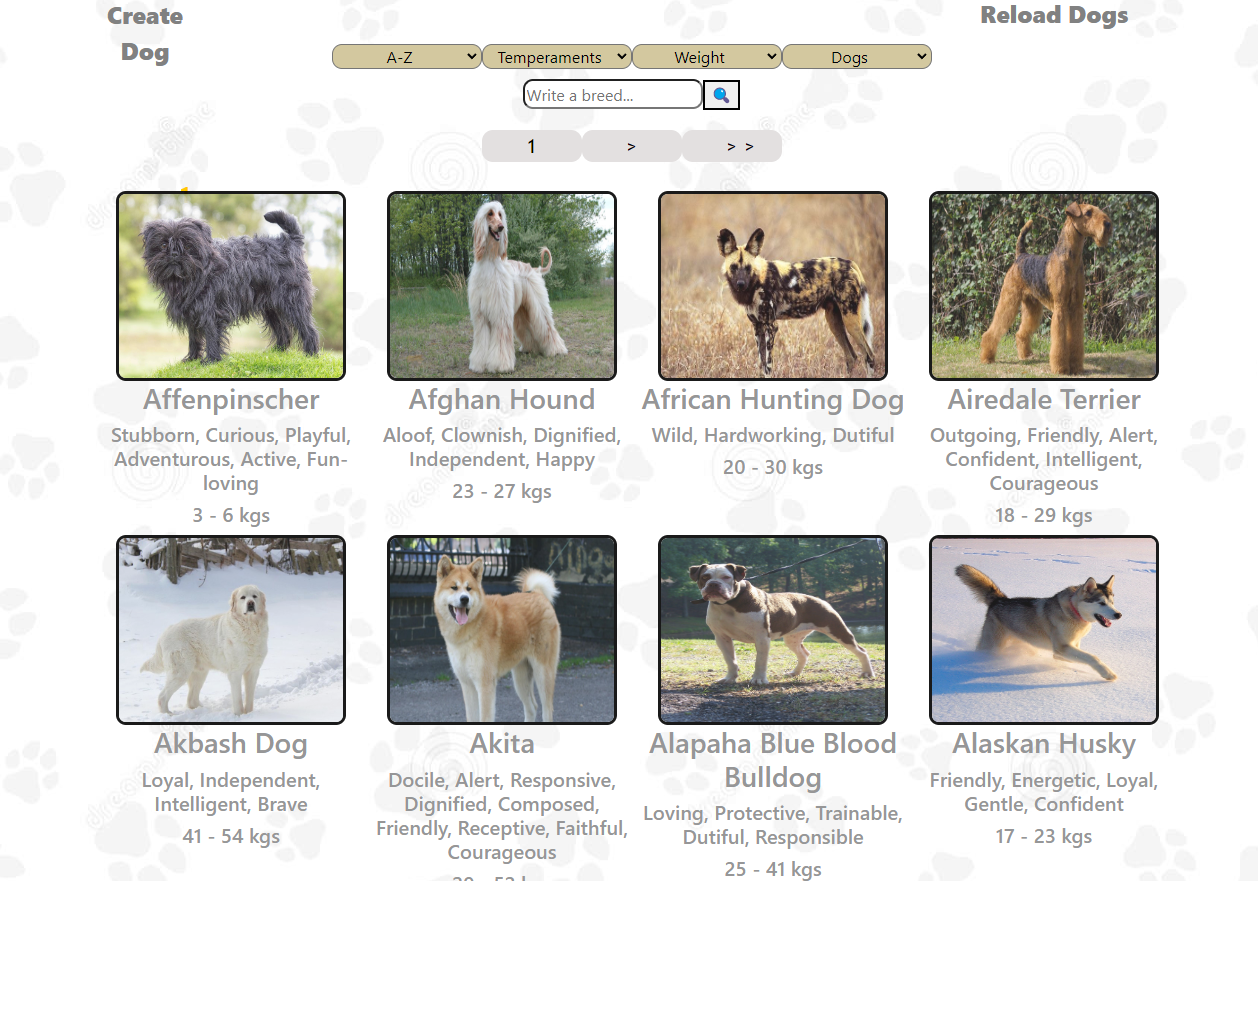 Create
Dog
Reload Dogs
A-Z
Temperaments
Weight
Dogs
Write a breed...
1
>
> >
Affenpinscher
Stubborn, Curious, Playful,
Adventurous, Active, Fun-
loving
3 - 6 kgs
Afghan Hound
Aloof, Clownish, Dignified,
Independent, Happy
23 - 27 kgs
African Hunting Dog
Wild, Hardworking, Dutiful
20 - 30 kgs
Airedale Terrier
Outgoing, Friendly, Alert,
Confident, Intelligent,
Courageous
18 - 29 kgs
Akbash Dog
Loyal, Independent,
Intelligent, Brave
41 - 54 kgs
Akita
Docile, Alert, Responsive,
Dignified, Composed,
Friendly, Receptive, Faithful,
Courageous
Alapaha Blue Blood
Bulldog
Loving, Protective, Trainable,
Dutiful, Responsible
25 - 41 kgs
Alaskan Husky
Friendly, Energetic, Loyal,
Gentle, Confident
17 - 23 kgs
dreamstime